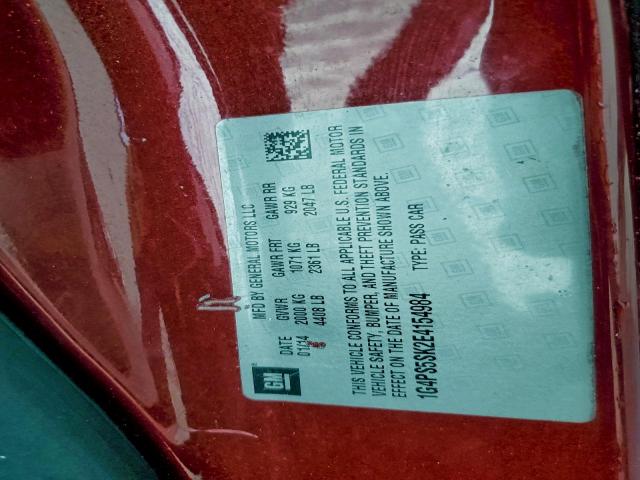 GM
MFD BY GENERAL MOTORS LLC
DATE GVWR GAWR FRT GAWR RR
01/14 2000 KG 1071 KG 929 KG
4408 LB 2361 LB 2047 LB
THIS VEHICLE CONFORMS TO ALL APPLICABLE U.S. FEDERAL MOTOR
VEHICLE SAFETY, BUMPER, AND THEFT PREVENTION STANDARDS IN
EFFECT ON THE DATE OF MANUFACTURE SHOWN ABOVE.
1G4PS5SK2E4154984 TYPE: PASS CAR